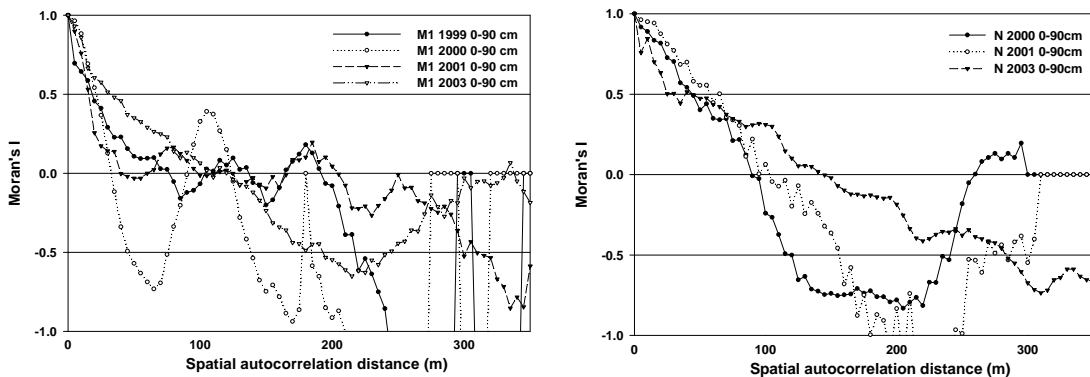 1.0
0.5
0.0
-0.5
-1.0
Moran's I
0
100
200
300
Spatial autocorrelation distance (m)
M1 1999 0-90 cm
M1 2000 0-90 cm
M1 2001 0-90 cm
M1 2003 0-90 cm
1.0
0.5
0.0
-0.5
-1.0
Moran's I
0
100
200
300
Spatial autocorrelation distance (m)
N 2000 0-90cm
N 2001 0-90cm
N 2003 0-90cm